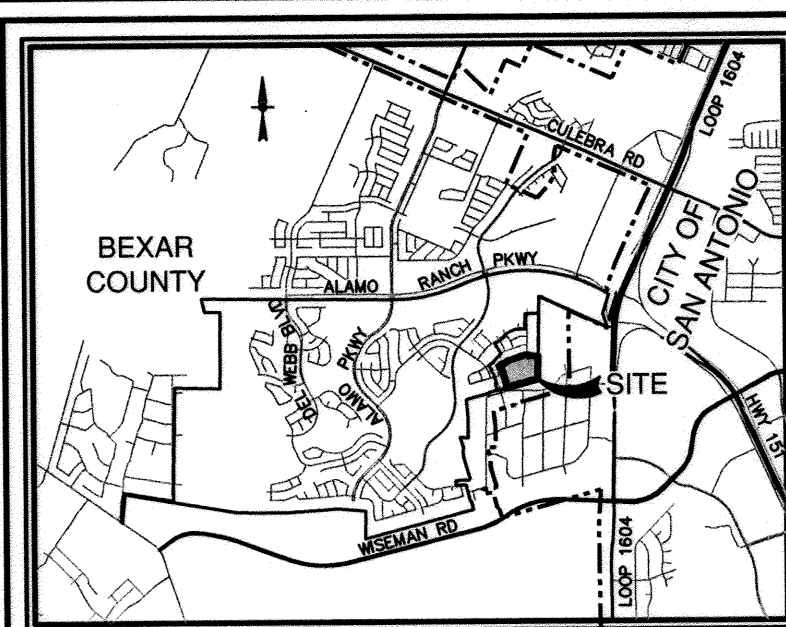 LOOP 1604
CULEBRA RD
CITY OF
SAN ANTONIO
BEXAR
COUNTY
ALAMO RANCH PKWY
DEL WEBB BLVD
ALAMO PKWY
SITE
HWY 151
WISEMAN RD
LOOP 1604